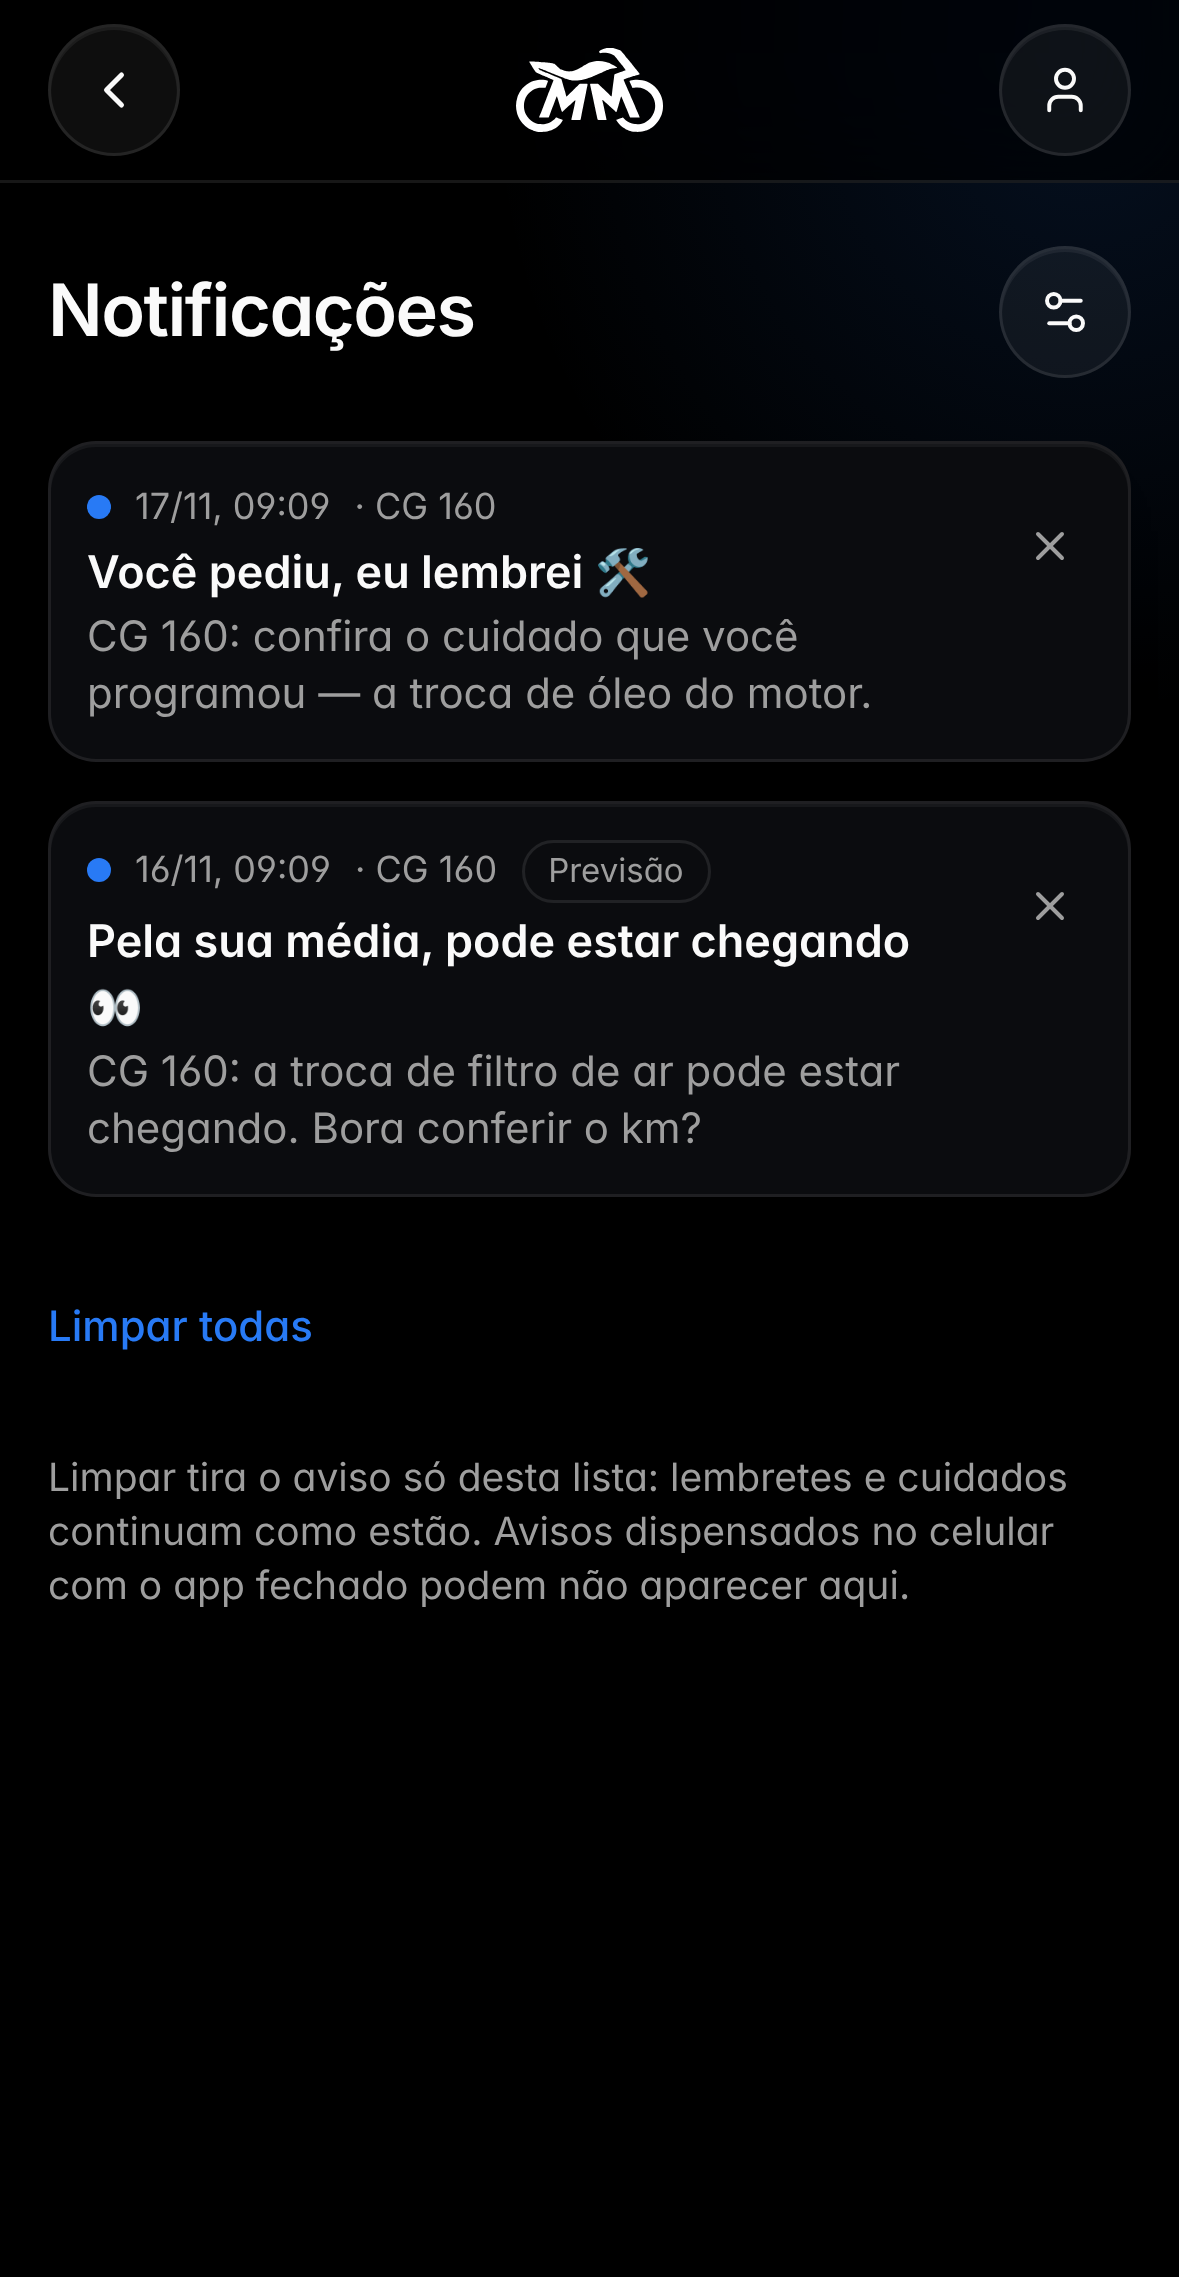 MM
Notificações
17/11, 09:09 · CG 160
Você pediu, eu lembrei 🛠️
CG 160: confira o cuidado que você
programou — a troca de óleo do motor.
16/11, 09:09 · CG 160 Previsão
Pela sua média, pode estar chegando
👀
CG 160: a troca de filtro de ar pode estar
chegando. Bora conferir o km?
Limpar todas
Limpar tira o aviso só desta lista: lembretes e cuidados
continuam como estão. Avisos dispensados no celular
com o app fechado podem não aparecer aqui.